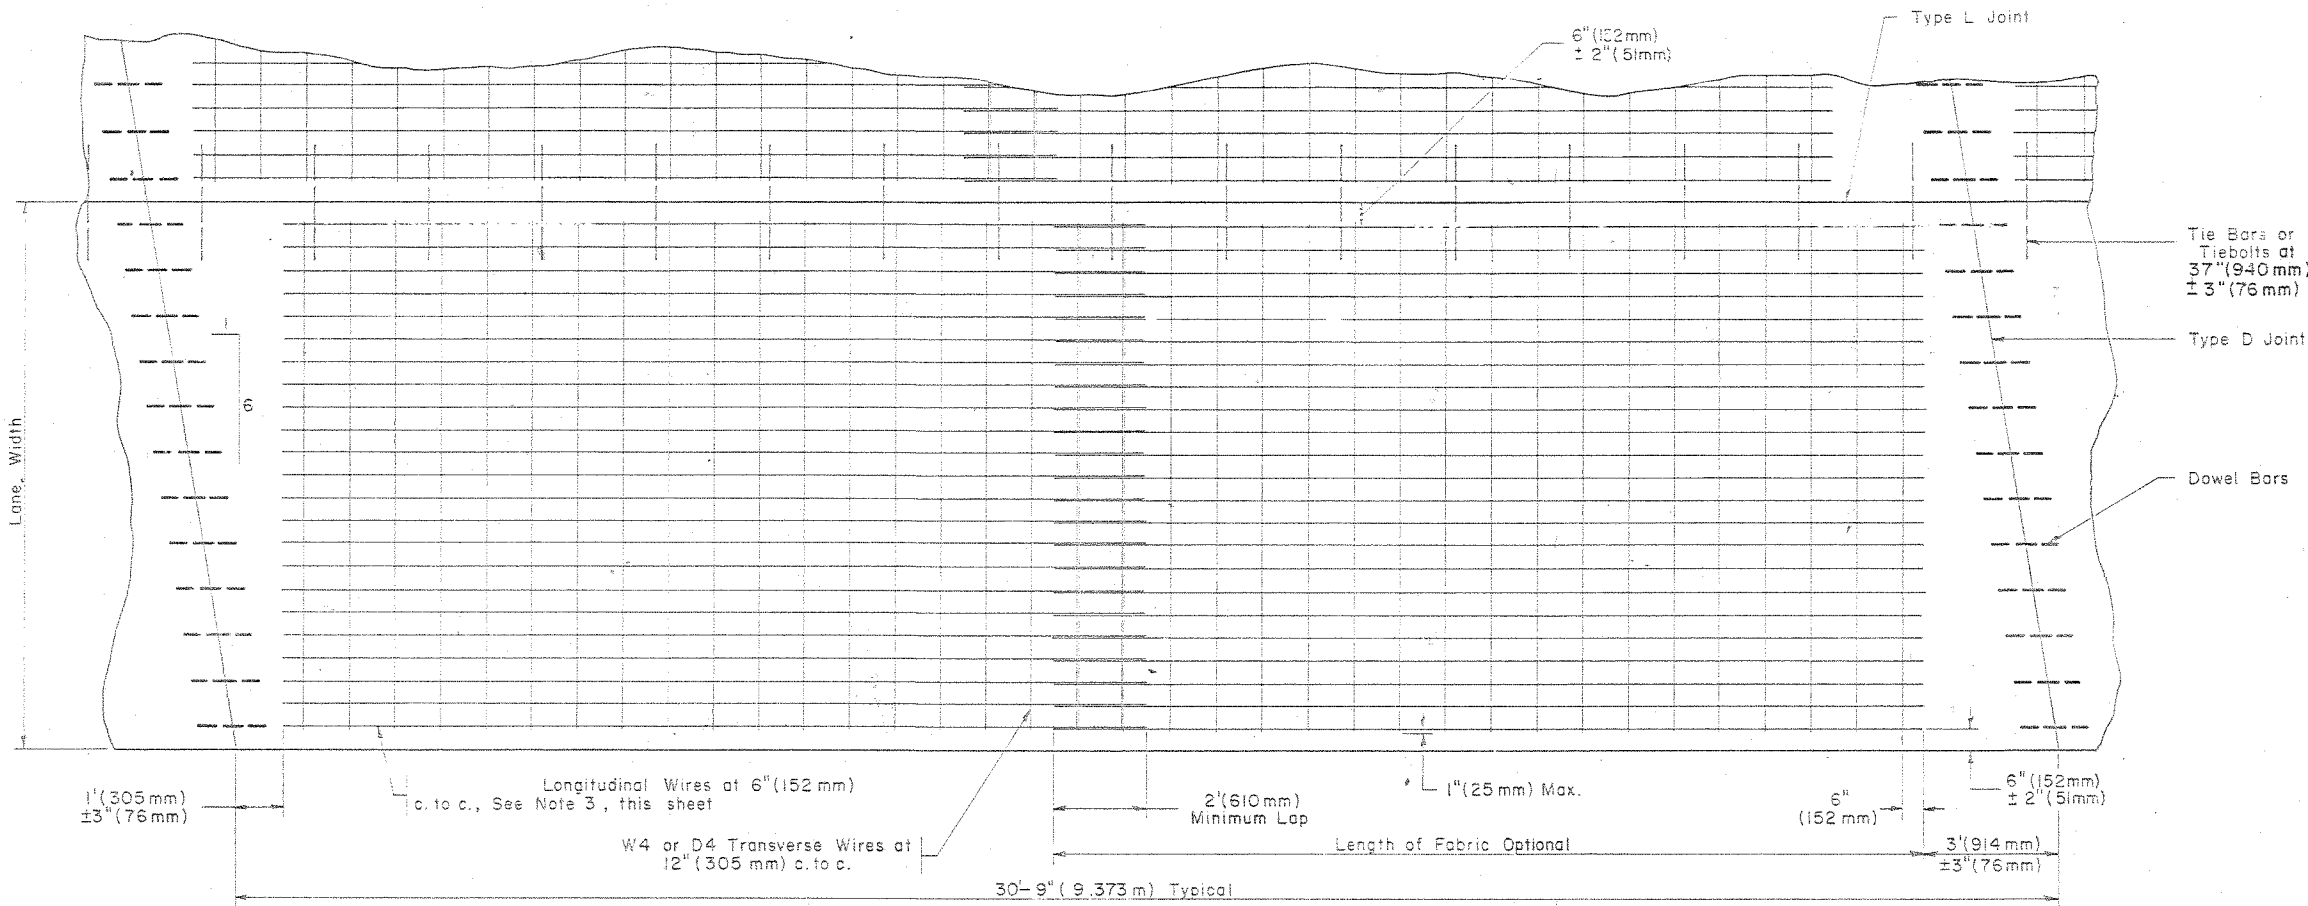 Type L Joint
6"(152mm)
± 2"(51mm)
Tie Bars or
Tiebolts at
37"(940mm)
± 3"(76mm)
Type D Joint
6
Lane Width
Dowel Bars
1'(305mm)
±3"(76mm)
Longitudinal Wires at 6"(152 mm)
c. to c., See Note 3, this sheet
W4 or D4 Transverse Wires at
12"(305 mm) c. to c.
2'(610mm)
Minimum Lap
1"(25mm) Max.
6"
(152mm)
6"(152mm)
± 2"(51mm)
Length of Fabric Optional
3'(914 mm)
±3"(76mm)
30'-9"(9.373 m) Typical